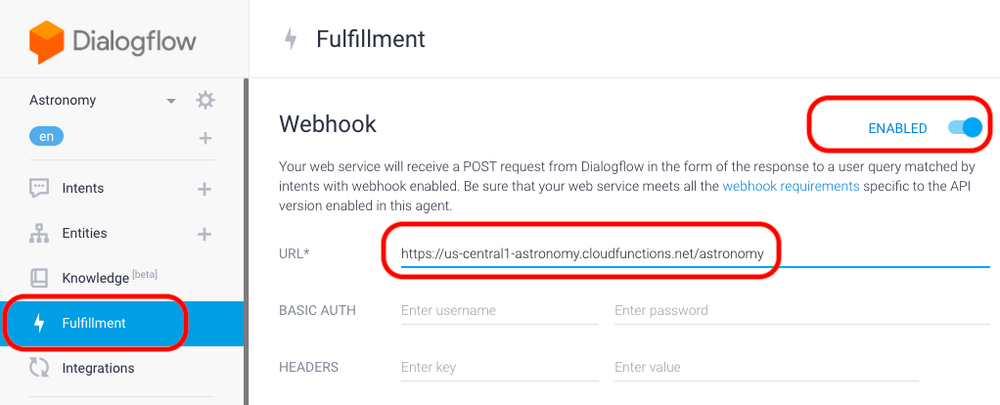 Dialogflow
Fulfillment
Astronomy
en
Intents
Entities
Knowledge [beta]
Fulfillment
Integrations
Webhook
ENABLED
Your web service will receive a POST request from Dialogflow in the form of the response to a user query matched by
intents with webhook enabled. Be sure that your web service meets all the webhook requirements specific to the API
version enabled in this agent.
URL*
https://us-central1-astronomy.cloudfunctions.net/astronomy
BASIC AUTH
Enter username
Enter password
HEADERS
Enter key
Enter value